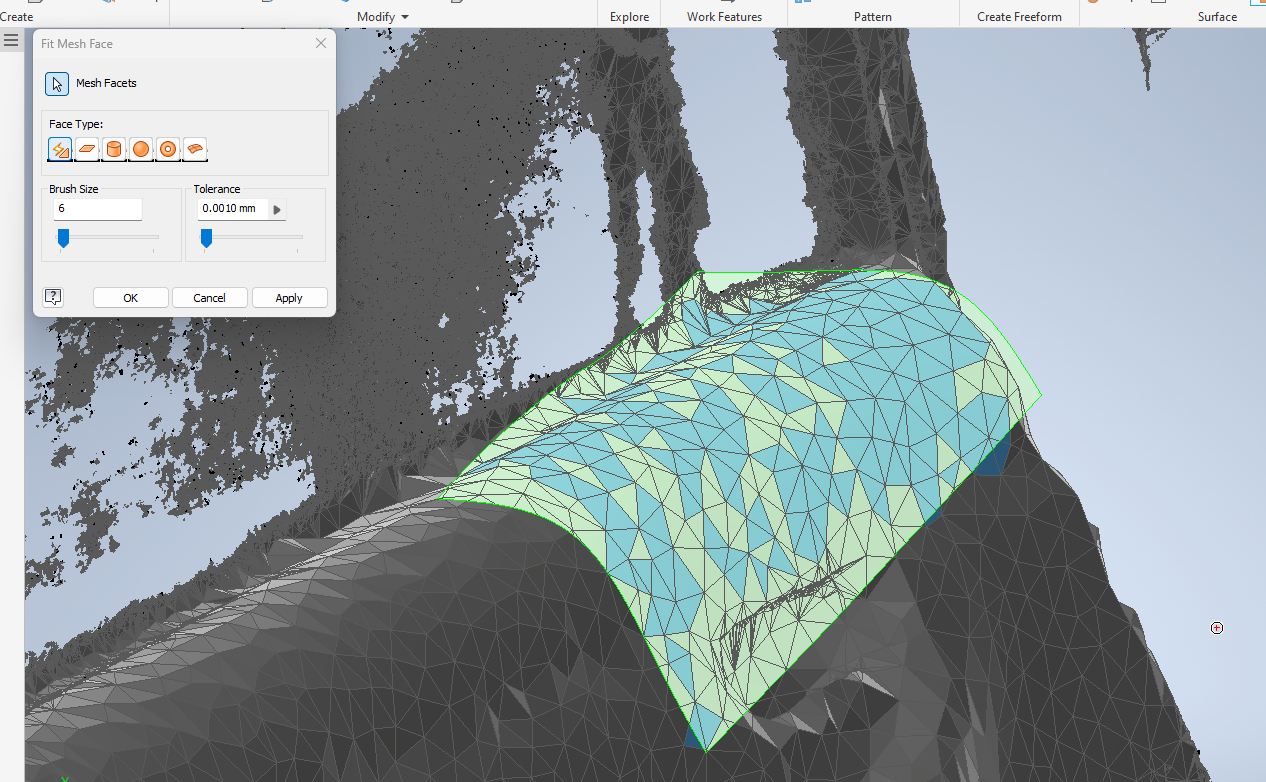 Create
Modify
Explore
Work Features
Pattern
Create Freeform
Surface
Fit Mesh Face
Mesh Facets
Face Type:
Brush Size
Tolerance
6
0.0010 mm
?
OK
Cancel
Apply